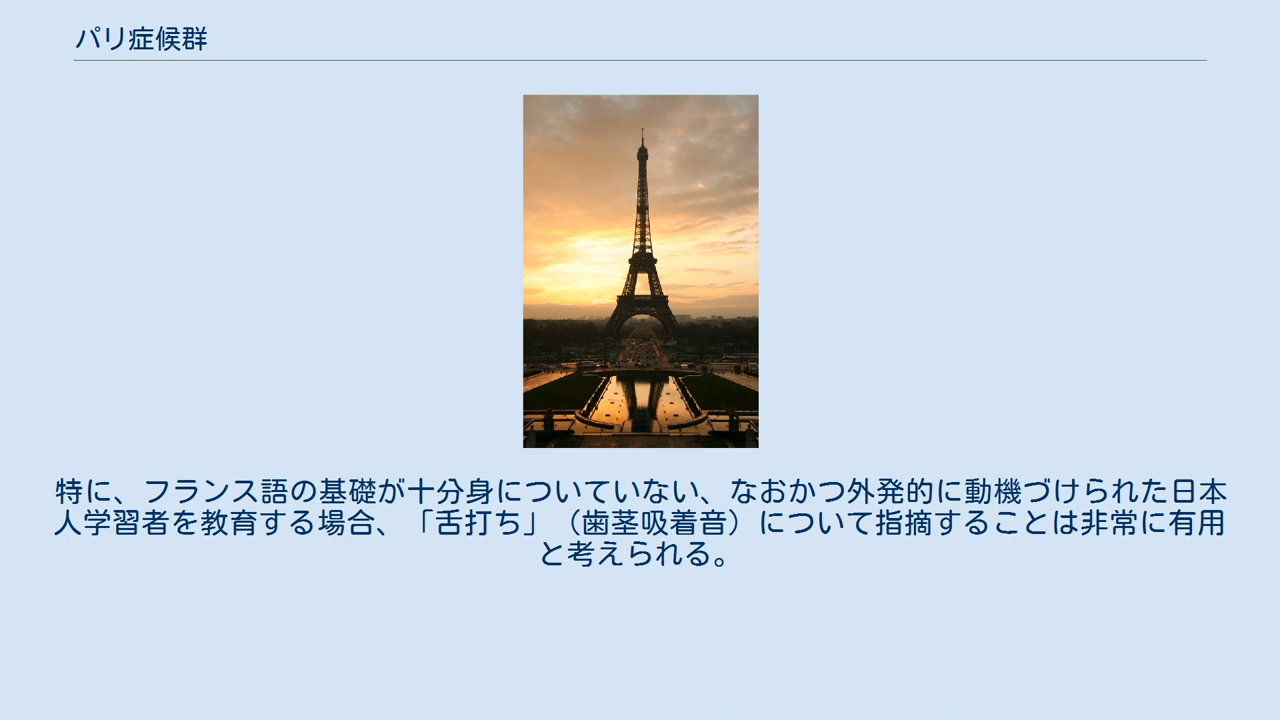 パリ症候群
特に、フランス語の基礎が十分身についていない、なおかつ外発的に動機づけられた日本
人学習者を教育する場合、「舌打ち」（歯茎吸着音）について指摘することは非常に有用
と考えられる。